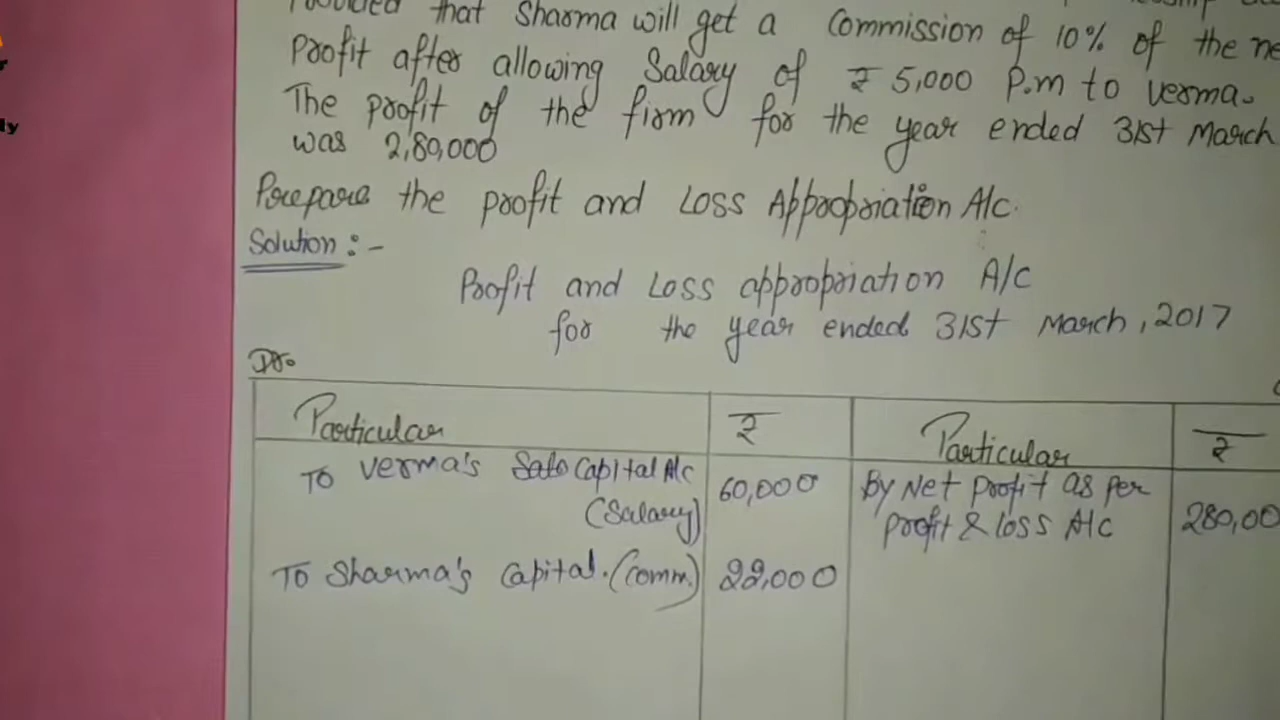 that Sharma will get a Commission of 10% of the ne
profit after allowing Salary of ₹ 5,000 P.m to verma.
The profit of the firm for the year ended 31st March
was 2,80,000
Prepare the profit and Loss Appropriation A/c.
Solution :-
Profit and Loss appropriation A/c
for the year ended 31st March, 2017
Dr.
Particular ₹ Particular ₹
To Verma's Capital A/c 60,000 By Net profit as per
(Salary) profit & loss A/c 280,00
To Sharma's Capital. (comm.) 22,000